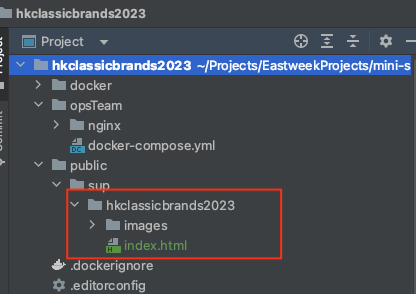 hkclassicbrands2023
Project
Project
hkclassicbrands2023 ~/Projects/EastweekProjects/mini-s
docker
opsTeam
nginx
docker-compose.yml
public
sup
hkclassicbrands2023
images
index.html
.dockerignore
.editorconfig